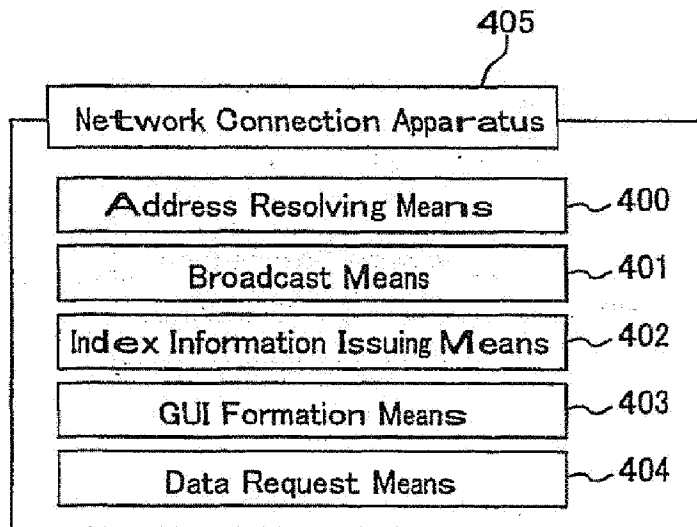 405
Network Connection Apparatus
Address Resolving Means 400
Broadcast Means 401
Index Information Issuing Means 402
GUI Formation Means 403
Data Request Means 404